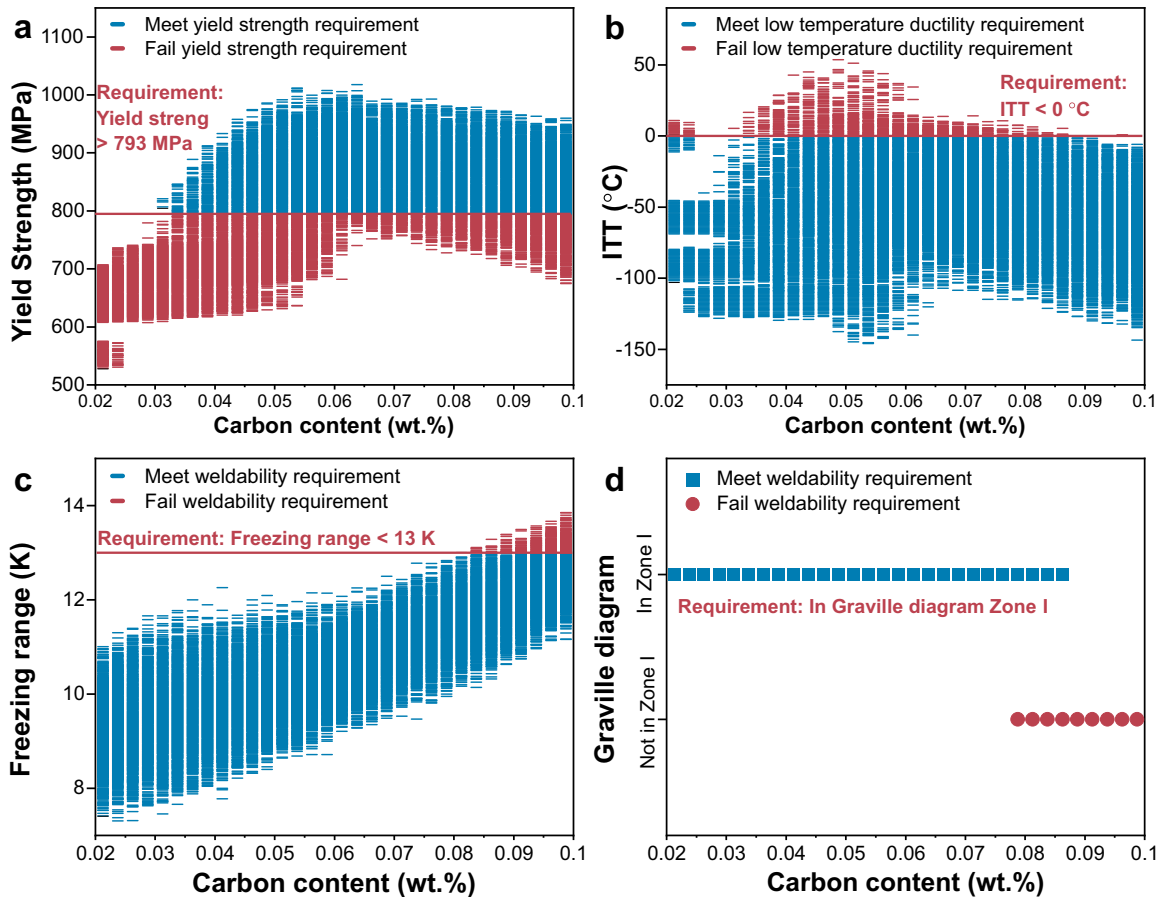 a
Meet yield strength requirement
Fail yield strength requirement
Requirement:
Yield streng
> 793 MPa
Yield Strength (MPa)
1100
1000
900
800
700
600
500
0.02 0.03 0.04 0.05 0.06 0.07 0.08 0.09 0.1
Carbon content (wt.%)
b
Meet low temperature ductility requirement
Fail low temperature ductility requirement
Requirement:
ITT < 0 °C
ITT (°C)
50
0
-50
-100
-150
0.02 0.03 0.04 0.05 0.06 0.07 0.08 0.09 0.1
Carbon content (wt.%)
c
Meet weldability requirement
Fail weldability requirement
Requirement: Freezing range < 13 K
Freezing range (K)
14
12
10
8
0.02 0.03 0.04 0.05 0.06 0.07 0.08 0.09 0.1
Carbon content (wt.%)
d
Meet weldability requirement
Fail weldability requirement
Requirement: In Graville diagram Zone I
Graville diagram
In Zone I
Not in Zone I
0.02 0.03 0.04 0.05 0.06 0.07 0.08 0.09 0.1
Carbon content (wt.%)